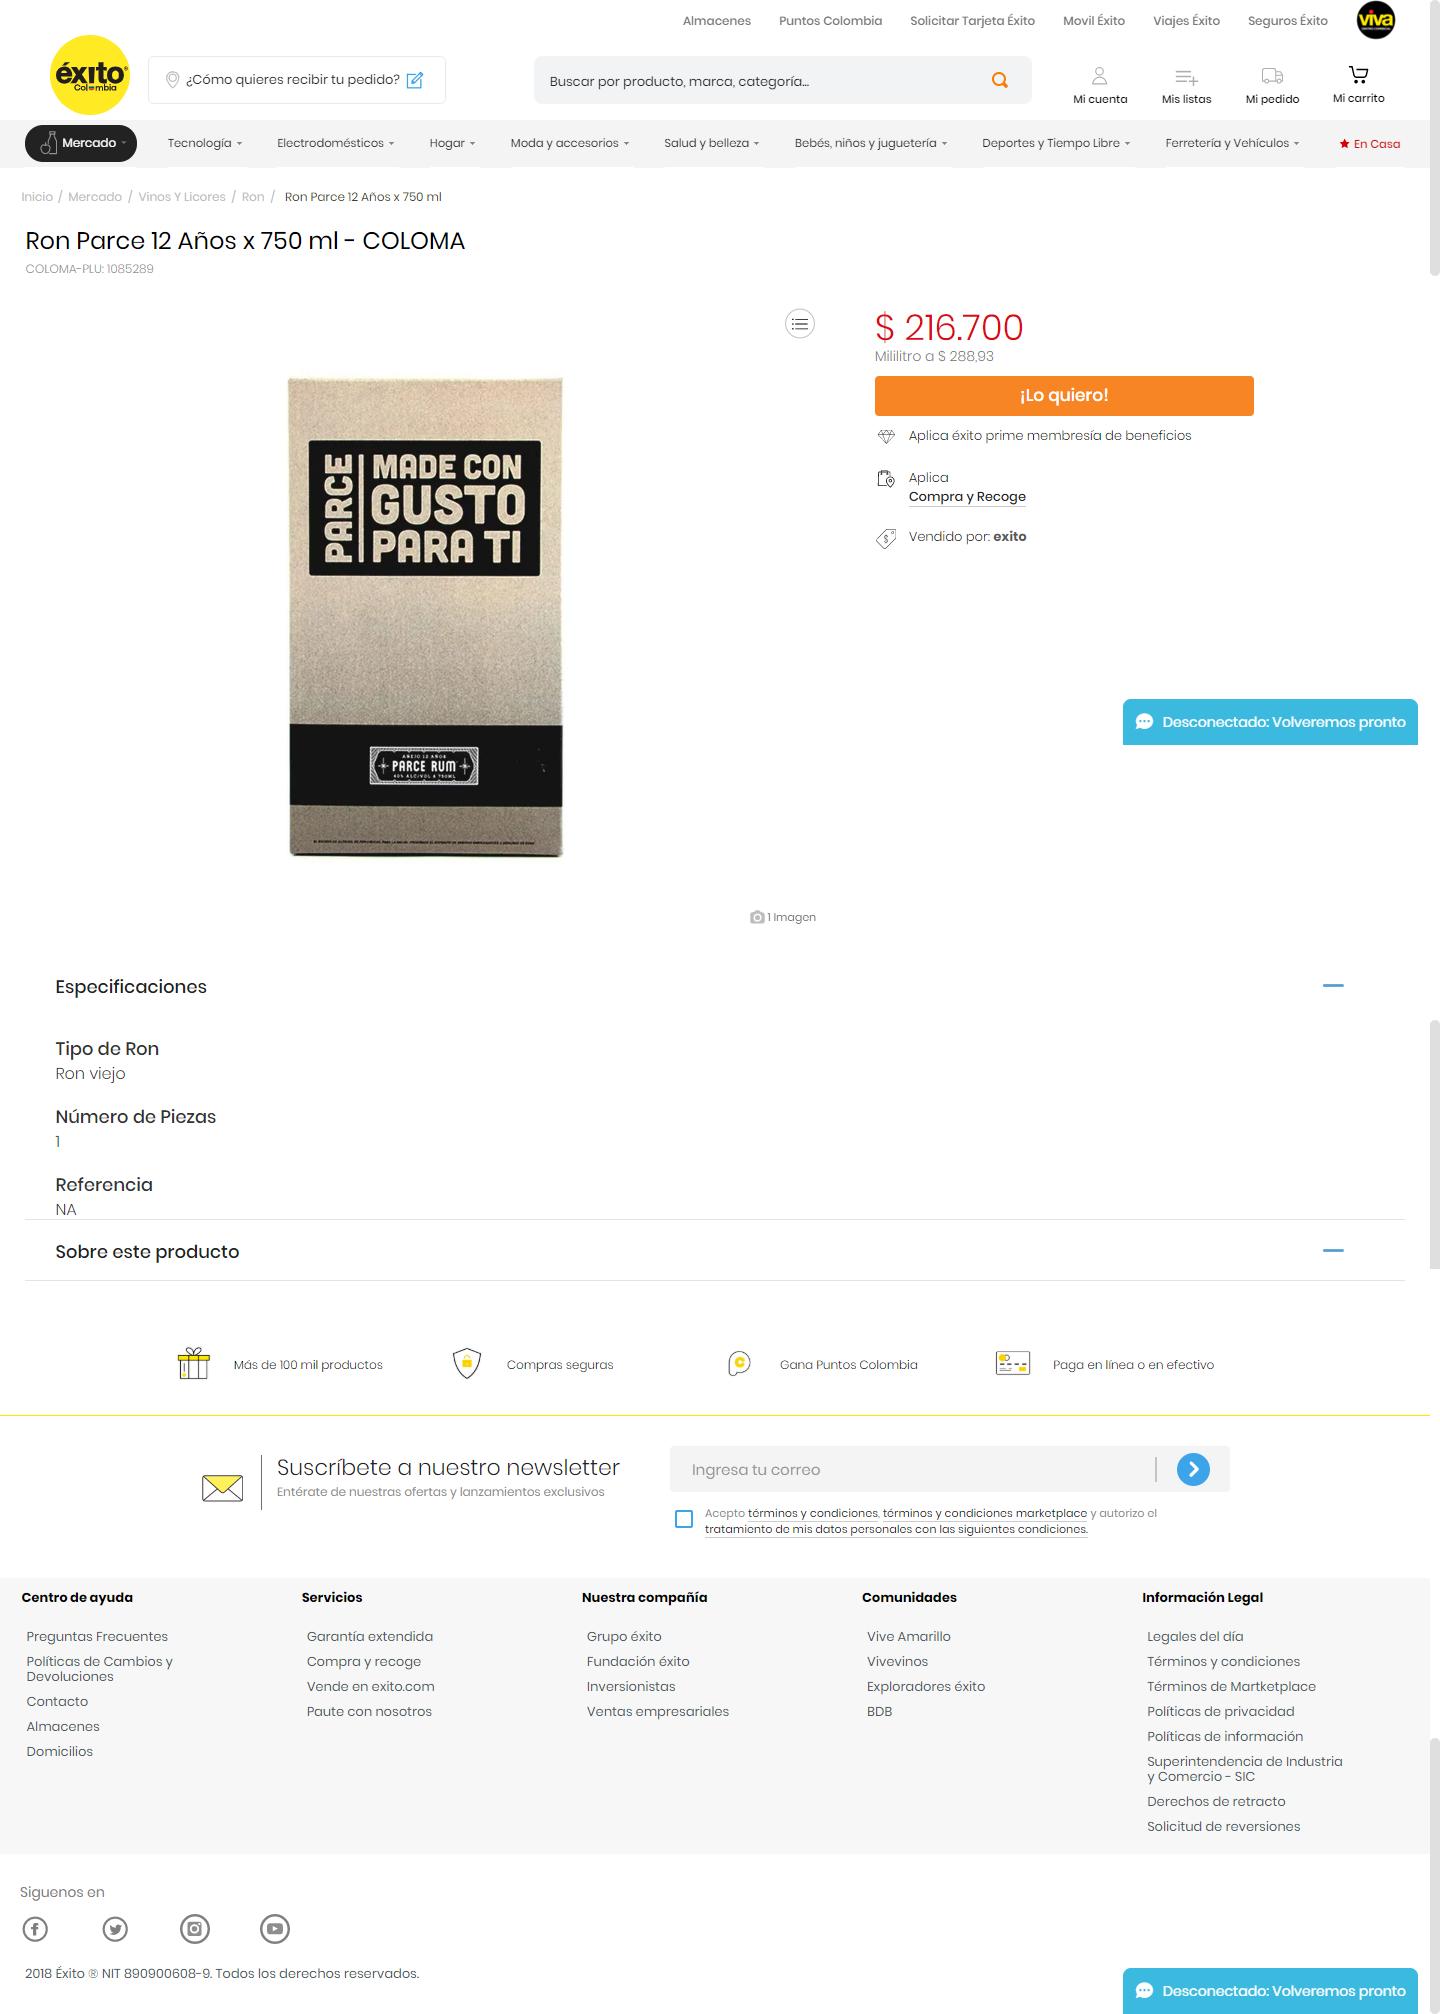 Almacenes Puntos Colombia Solicitar Tarjeta Éxito Movil Éxito Viajes Éxito Seguros Éxito viva
éxito
Colombia
¿Cómo quieres recibir tu pedido?
Buscar por producto, marca, categoría...
Mi cuenta Mis listas Mi pedido Mi carrito
Mercado Tecnología Electrodomésticos Hogar Moda y accesorios Salud y belleza Bebés, niños y juguetería Deportes y Tiempo Libre Ferretería y Vehículos En Casa
Inicio / Mercado / Vinos Y Licores / Ron / Ron Parce 12 Años x 750 ml
Ron Parce 12 Años x 750 ml - COLOMA
COLOMA-PLU: 1085289
PARCE
MADE CON
GUSTO
PARA TI
AÑEJO 12 AÑOS
PARCE RUM
40% ALC/VOL & 750ML
1 Imagen
$ 216.700
Mililitro a $ 288,93
¡Lo quiero!
Aplica éxito prime membresía de beneficios
Aplica
Compra y Recoge
Vendido por: exito
Desconectado: Volveremos pronto
Especificaciones
Tipo de Ron
Ron viejo
Número de Piezas
1
Referencia
NA
Sobre este producto
Más de 100 mil productos Compras seguras Gana Puntos Colombia Paga en línea o en efectivo
Suscríbete a nuestro newsletter
Entérate de nuestras ofertas y lanzamientos exclusivos
Ingresa tu correo
Acepto términos y condiciones, términos y condiciones marketplace y autorizo el
tratamiento de mis datos personales con las siguientes condiciones.
Centro de ayuda
Preguntas Frecuentes
Políticas de Cambios y
Devoluciones
Contacto
Almacenes
Domicilios
Servicios
Garantía extendida
Compra y recoge
Vende en exito.com
Paute con nosotros
Nuestra compañía
Grupo éxito
Fundación éxito
Inversionistas
Ventas empresariales
Comunidades
Vive Amarillo
Vivevinos
Exploradores éxito
BDB
Información Legal
Legales del día
Términos y condiciones
Términos de Martketplace
Políticas de privacidad
Políticas de información
Superintendencia de Industria
y Comercio - SIC
Derechos de retracto
Solicitud de reversiones
Siguenos en
2018 Éxito ® NIT 890900608-9. Todos los derechos reservados.
Desconectado: Volveremos pronto